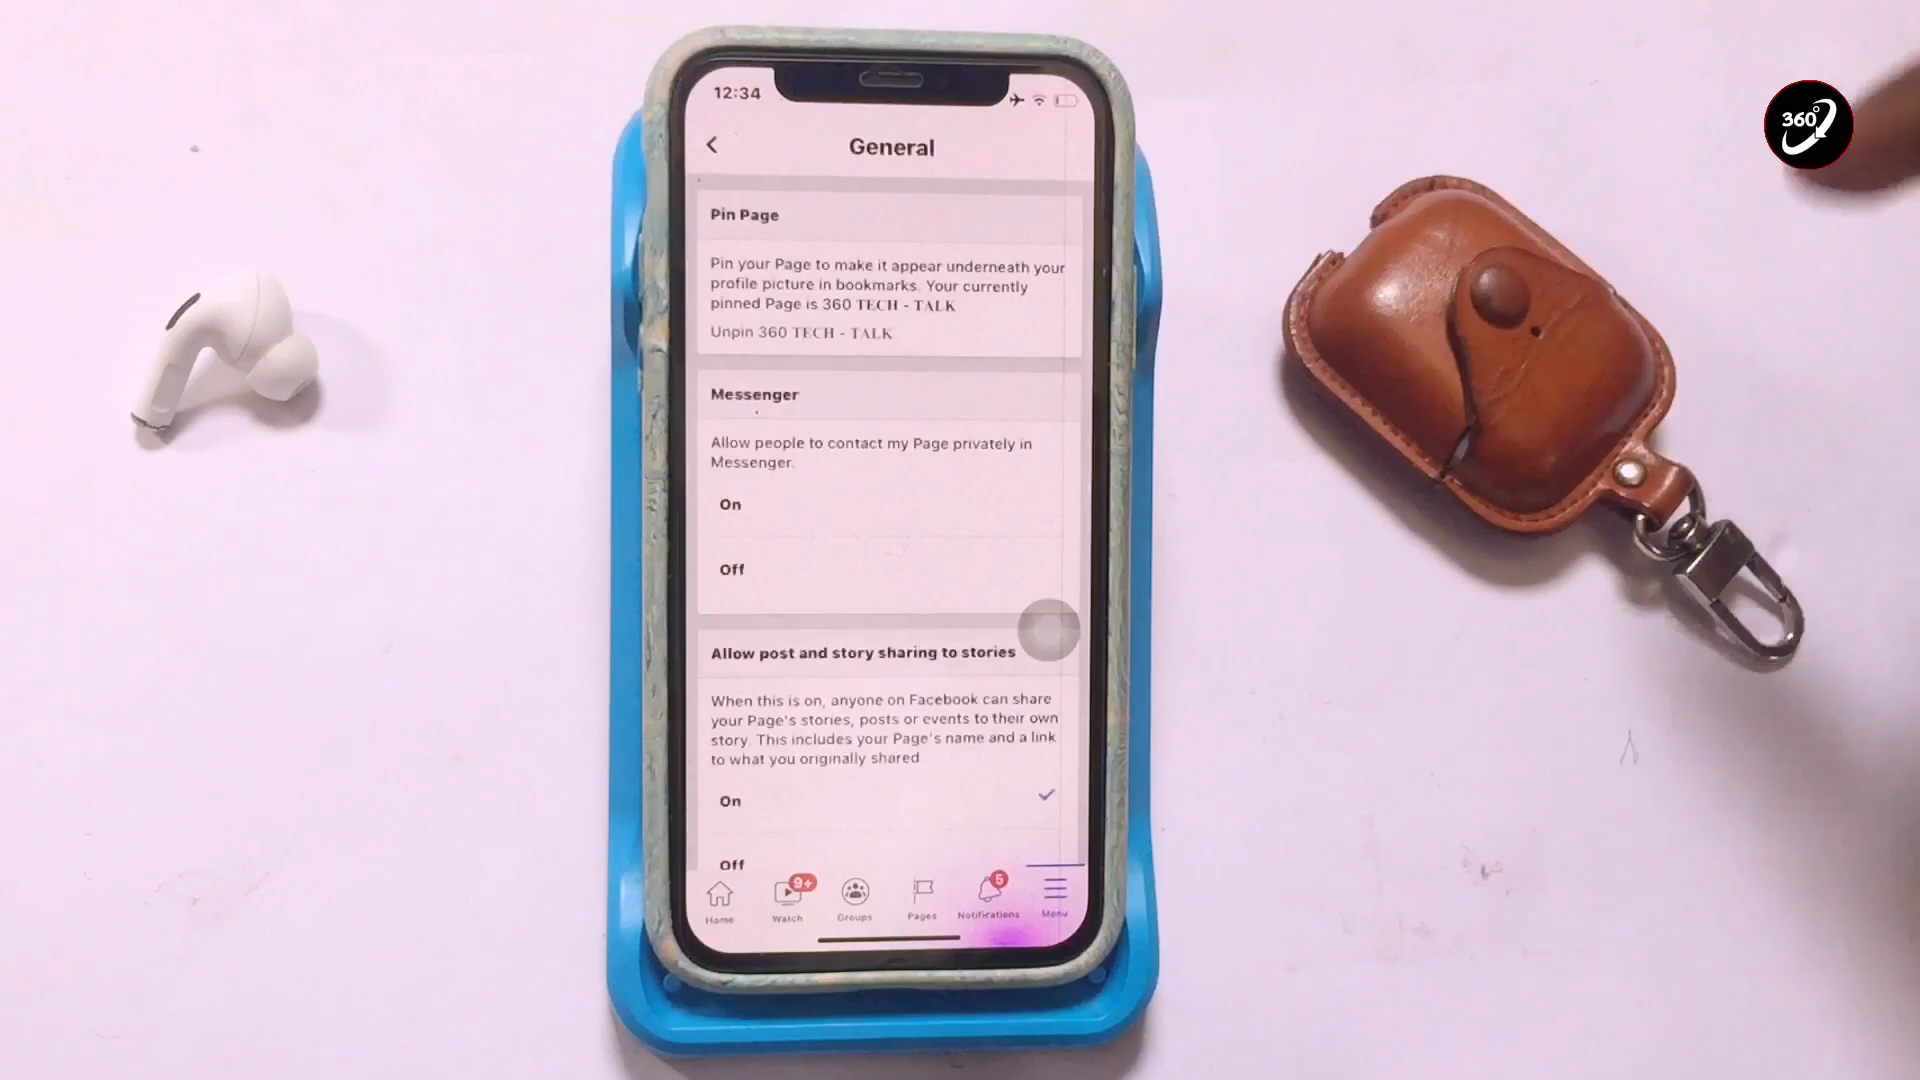 12:34
360°
General
Pin Page
Pin your Page to make it appear underneath your
profile picture in bookmarks. Your currently
pinned Page is 360 TECH - TALK
Unpin 360 TECH - TALK
Messenger
Allow people to contact my Page privately in
Messenger.
On
Off
Allow post and story sharing to stories
When this is on, anyone on Facebook can share
your Page's stories, posts or events to their own
story. This includes your Page's name and a link
to what you originally shared
On
Off
9+
5
Home Watch Groups Pages Notifications Menu